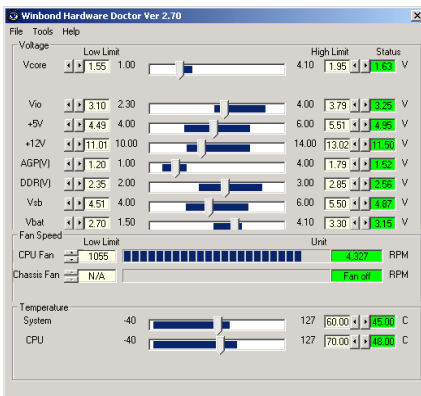 Winbond Hardware Doctor Ver 2.70
File Tools Help
Voltage
Low Limit High Limit Status
Vcore 1.55 1.00 4.10 1.95 1.63 V
Vio 3.10 2.30 4.00 3.79 3.25 V
+5V 4.49 4.00 6.00 5.51 4.95 V
+12V 11.01 10.00 14.00 13.02 11.50 V
AGP(V) 1.20 1.00 4.00 1.79 1.52 V
DDR(V) 2.35 2.00 3.00 2.85 2.56 V
Vsb 4.51 4.00 6.00 5.50 4.87 V
Vbat 2.70 1.50 4.10 3.30 3.15 V
Fan Speed
Low Limit Unit
CPU Fan 1055 4,327 RPM
Chassis Fan N/A Fan off RPM
Temperature
System -40 127 60.00 45.00 C
CPU -40 127 70.00 48.00 C